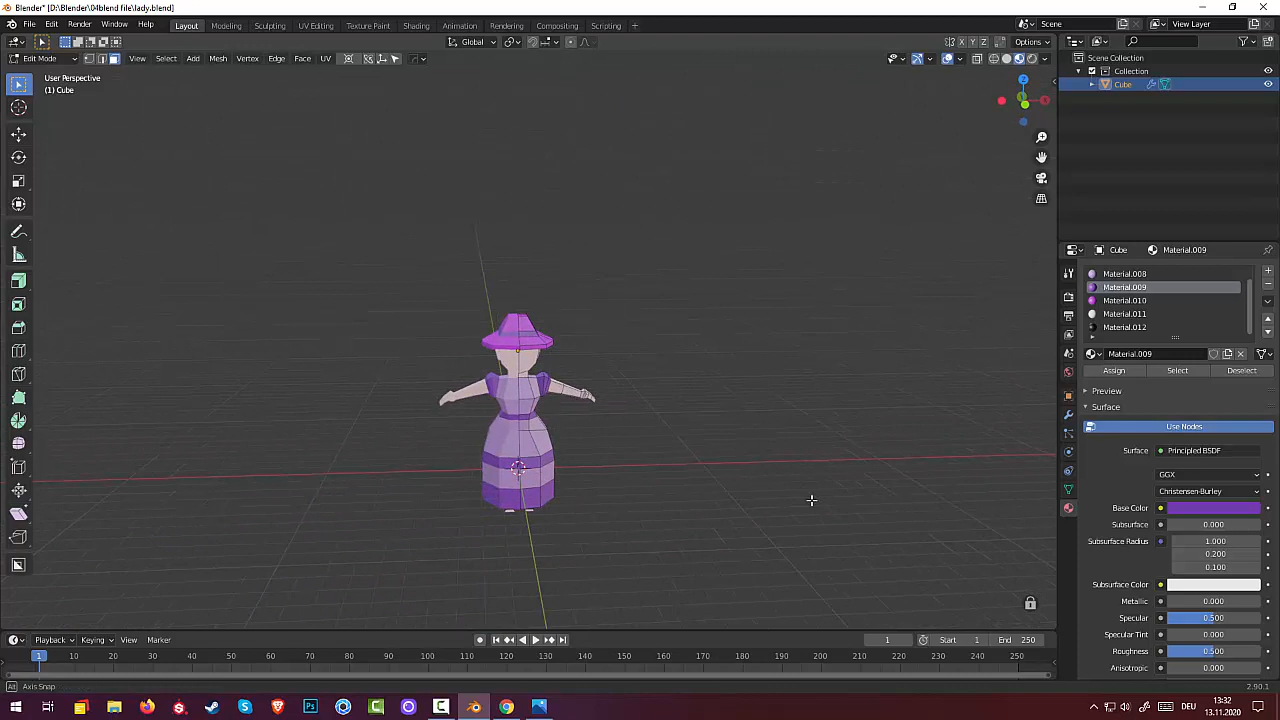 Blender* [D:\Gamedev\04blend file\lady.blend]
File Edit Render Window Help Layout Modeling Sculpting UV Editing Texture Paint Shading Animation Rendering Compositing Scripting + Scene View Layer
Global Options
Edit Mode View Select Add Mesh Vertex Edge Face UV X Y Z
User Perspective
(1) Cube
Z
Scene Collection
Collection
Cube
Cube Material.009
Material.008
Material.009
Material.010
Material.011
Material.012
Material.009
Assign Select Deselect
Preview
Surface
Use Nodes
Surface Principled BSDF
GGX
Christensen-Burley
Base Color
Subsurface 0.000
Subsurface Radius 1.000
0.200
0.100
Subsurface Color
Metallic 0.000
Specular 0.500
Specular Tint 0.000
Roughness 0.500
Anisotropic 0.000
Playback Keying View Marker 1 Start 1 End 250
1 10 20 30 40 50 60 70 80 90 100 110 120 130 140 150 160 170 180 190 200 210 220 230 240 250
Axis Snap 2.90.1
DEU 13:32
13.11.2020